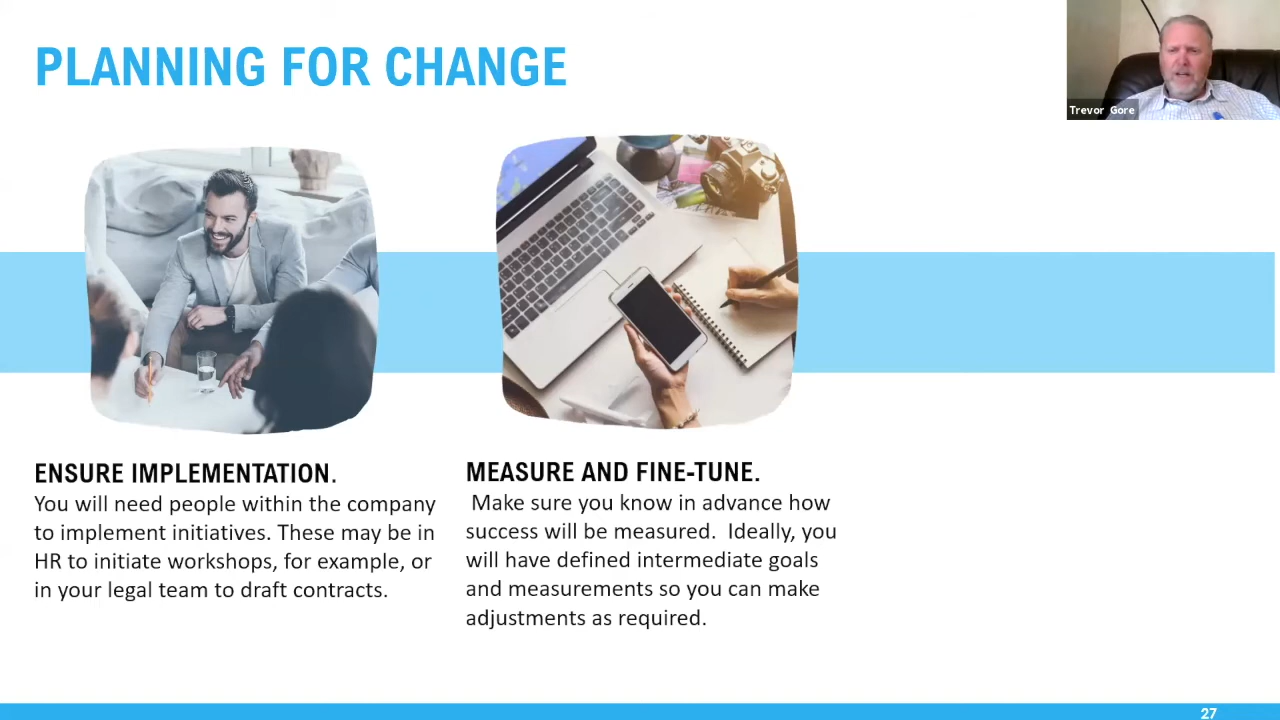 PLANNING FOR CHANGE
Trevor Gore
ENSURE IMPLEMENTATION.
You will need people within the company
to implement initiatives. These may be in
HR to initiate workshops, for example, or
in your legal team to draft contracts.
MEASURE AND FINE-TUNE.
Make sure you know in advance how
success will be measured.  Ideally, you
will have defined intermediate goals
and measurements so you can make
adjustments as required.
27